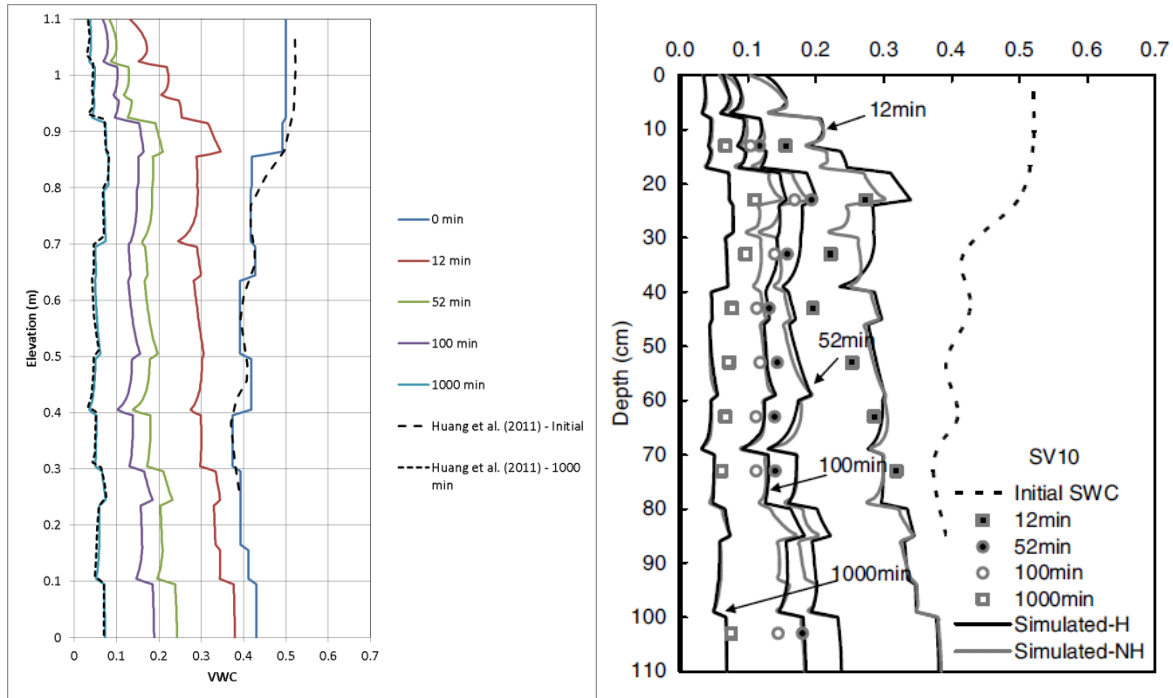 1.1
1
0.9
0.8
0.7
0.6
0.5
0.4
0.3
0.2
0.1
0
Elevation (m)
0 0.1 0.2 0.3 0.4 0.5 0.6 0.7
VWC
0 min
12 min
52 min
100 min
1000 min
Huang et al. (2011) - Initial
Huang et al. (2011) - 1000
min
0.0 0.1 0.2 0.3 0.4 0.5 0.6 0.7
0
10
20
30
40
50
60
70
80
90
100
110
Depth (cm)
12min
52min
100min
1000min
SV10
Initial SWC
12min
52min
100min
1000min
Simulated-H
Simulated-NH